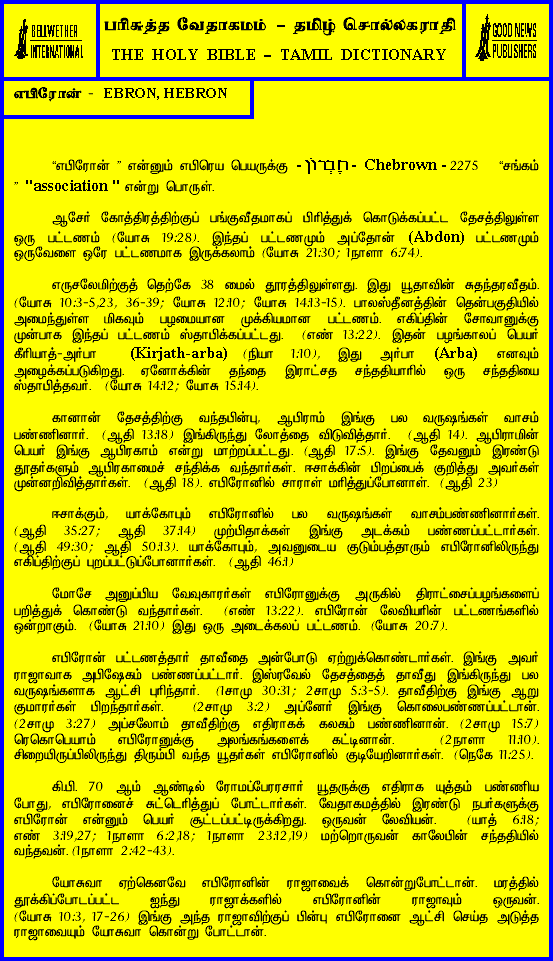 BELLWETHER
INTERNATIONAL
பரிசுத்த வேதாகமம் – தமிழ் சொல்லகராதி
THE HOLY BIBLE – TAMIL DICTIONARY
GOOD NEWS
PUBLISHERS
எபிரோன் - EBRON, HEBRON
“எபிரோன் ” என்னும் எபிரெய பெயருக்கு - חֶבְרוֹן - Chebrown - 2275 “சங்கம்
” "association " என்று பொருள்.
ஆசேர் கோத்திரத்திற்குப் பங்குவீதமாகப் பிரித்துக் கொடுக்கப்பட்ட தேசத்திலுள்ள
ஒரு பட்டணம் (யோசு 19:28). இந்தப் பட்டணமும் அப்தோன் (Abdon) பட்டணமும்
ஒருவேளை ஒரே பட்டணமாக இருக்கலாம் (யோசு 21:30; 1நாளா 6:74).
எருசலேமிற்குத் தெற்கே 38 மைல் தூரத்திலுள்ளது. இது யூதாவின் சுதந்தரவீதம்.
(யோசு 10:3-5,23, 36-39; யோசு 12:10; யோசு 14:13-15). பாலஸ்தீனத்தின் தென்பகுதியில்
அமைந்துள்ள மிகவும் பழமையான முக்கியமான பட்டணம். எகிப்தின் சோவானுக்கு
முன்பாக இந்தப் பட்டணம் ஸ்தாபிக்கப்பட்டது. (எண் 13:22). இதன் பழங்காலப் பெயர்
கீரியாத்-அர்பா (Kirjath-arba) (நியா 1:10), இது அர்பா (Arba) எனவும்
அழைக்கப்படுகிறது. ஏனோக்கின் தந்தை இராட்சத சந்ததியாரில் ஒரு சந்ததியை
ஸ்தாபித்தவர். (யோசு 14:12; யோசு 15:14).
கானான் தேசத்திற்கு வந்தபின்பு, ஆபிராம் இங்கு பல வருஷங்கள் வாசம்
பண்ணினார். (ஆதி 13:18) இங்கிருந்து லோத்தை விடுவித்தார். (ஆதி 14). ஆபிராமின்
பெயர் இங்கு ஆபிரகாம் என்று மாற்றப்பட்டது. (ஆதி 17:5). இங்கு தேவனும் இரண்டு
தூதர்களும் ஆபிரகாமைச் சந்திக்க வந்தார்கள். ஈசாக்கின் பிறப்பைக் குறித்து அவர்கள்
முன்னறிவித்தார்கள். (ஆதி 18). எபிரோனில் சாராள் மரித்துப்போனாள். (ஆதி 23)
ஈசாக்கும், யாக்கோபும் எபிரோனில் பல வருஷங்கள் வாசம்பண்ணினார்கள்.
(ஆதி 35:27; ஆதி 37:14) முற்பிதாக்கள் இங்கு அடக்கம் பண்ணப்பட்டார்கள்.
(ஆதி 49:30; ஆதி 50:13). யாக்கோபும், அவனுடைய குடும்பத்தாரும் எபிரோனிலிருந்து
எகிப்திற்குப் புறப்பட்டுப்போனார்கள். (ஆதி 46:1)
மோசே அனுப்பிய வேவுகாரர்கள் எபிரோனுக்கு அருகில் திராட்சைப்பழங்களைப்
பறித்துக் கொண்டு வந்தார்கள். (எண் 13:22). எபிரோன் லேவியரின் பட்டணங்களில்
ஒன்றாகும். (யோசு 21:10) இது ஒரு அடைக்கலப் பட்டணம். (யோசு 20:7).
எபிரோன் பட்டணத்தார் தாவீதை அன்போடு ஏற்றுக்கொண்டார்கள். இங்கு அவர்
ராஜாவாக அபிஷேகம் பண்ணப்பட்டார். இஸ்ரவேல் தேசத்தைத் தாவீது இங்கிருந்து பல
வருஷங்களாக ஆட்சி புரிந்தார். (1சாமு 30:31; 2சாமு 5:3-5). தாவீதிற்கு இங்கு ஆறு
குமாரர்கள் பிறந்தார்கள். (2சாமு 3:2) அப்னேர் இங்கு கொலைபண்ணப்பட்டான்.
(2சாமு 3:27) அப்சலோம் தாவீதிற்கு எதிராகக் கலகம் பண்ணினான். (2சாமு 15:7)
ரெகொபெயாம் எபிரோனுக்கு அலங்கங்களைக் கட்டினான். (2நாளா 11:10).
சிறையிருப்பிலிருந்து திரும்பி வந்த யூதர்கள் எபிரோனில் குடியேறினார்கள். (நெகே 11:25).
கி.பி. 70 ஆம் ஆண்டில் ரோமப்பேரரசார் யூதருக்கு எதிராக யுத்தம் பண்ணிய
போது, எபிரோனைச் சுட்டெரித்துப் போட்டார்கள். வேதாகமத்தில் இரண்டு நபர்களுக்கு
எபிரோன் என்னும் பெயர் சூட்டப்பட்டிருக்கிறது. ஒருவன் லேவியன். (யாத் 6:18;
எண் 3:19,27; 1நாளா 6:2,18; 1நாளா 23:12,19) மற்றொருவன் காலேபின் சந்ததியில்
வந்தவன். (1நாளா 2:42-43).
யோசுவா ஏற்கெனவே எபிரோனின் ராஜாவைக் கொன்றுபோட்டான். மரத்தில்
தூக்கிப்போடப்பட்ட ஐந்து ராஜாக்களில் எபிரோனின் ராஜாவும் ஒருவன்.
(யோசு 10:3, 17-26) இங்கு அந்த ராஜாவிற்குப் பின்பு எபிரோனை ஆட்சி செய்த அடுத்த
ராஜாவையும் யோசுவா கொன்று போட்டான்.